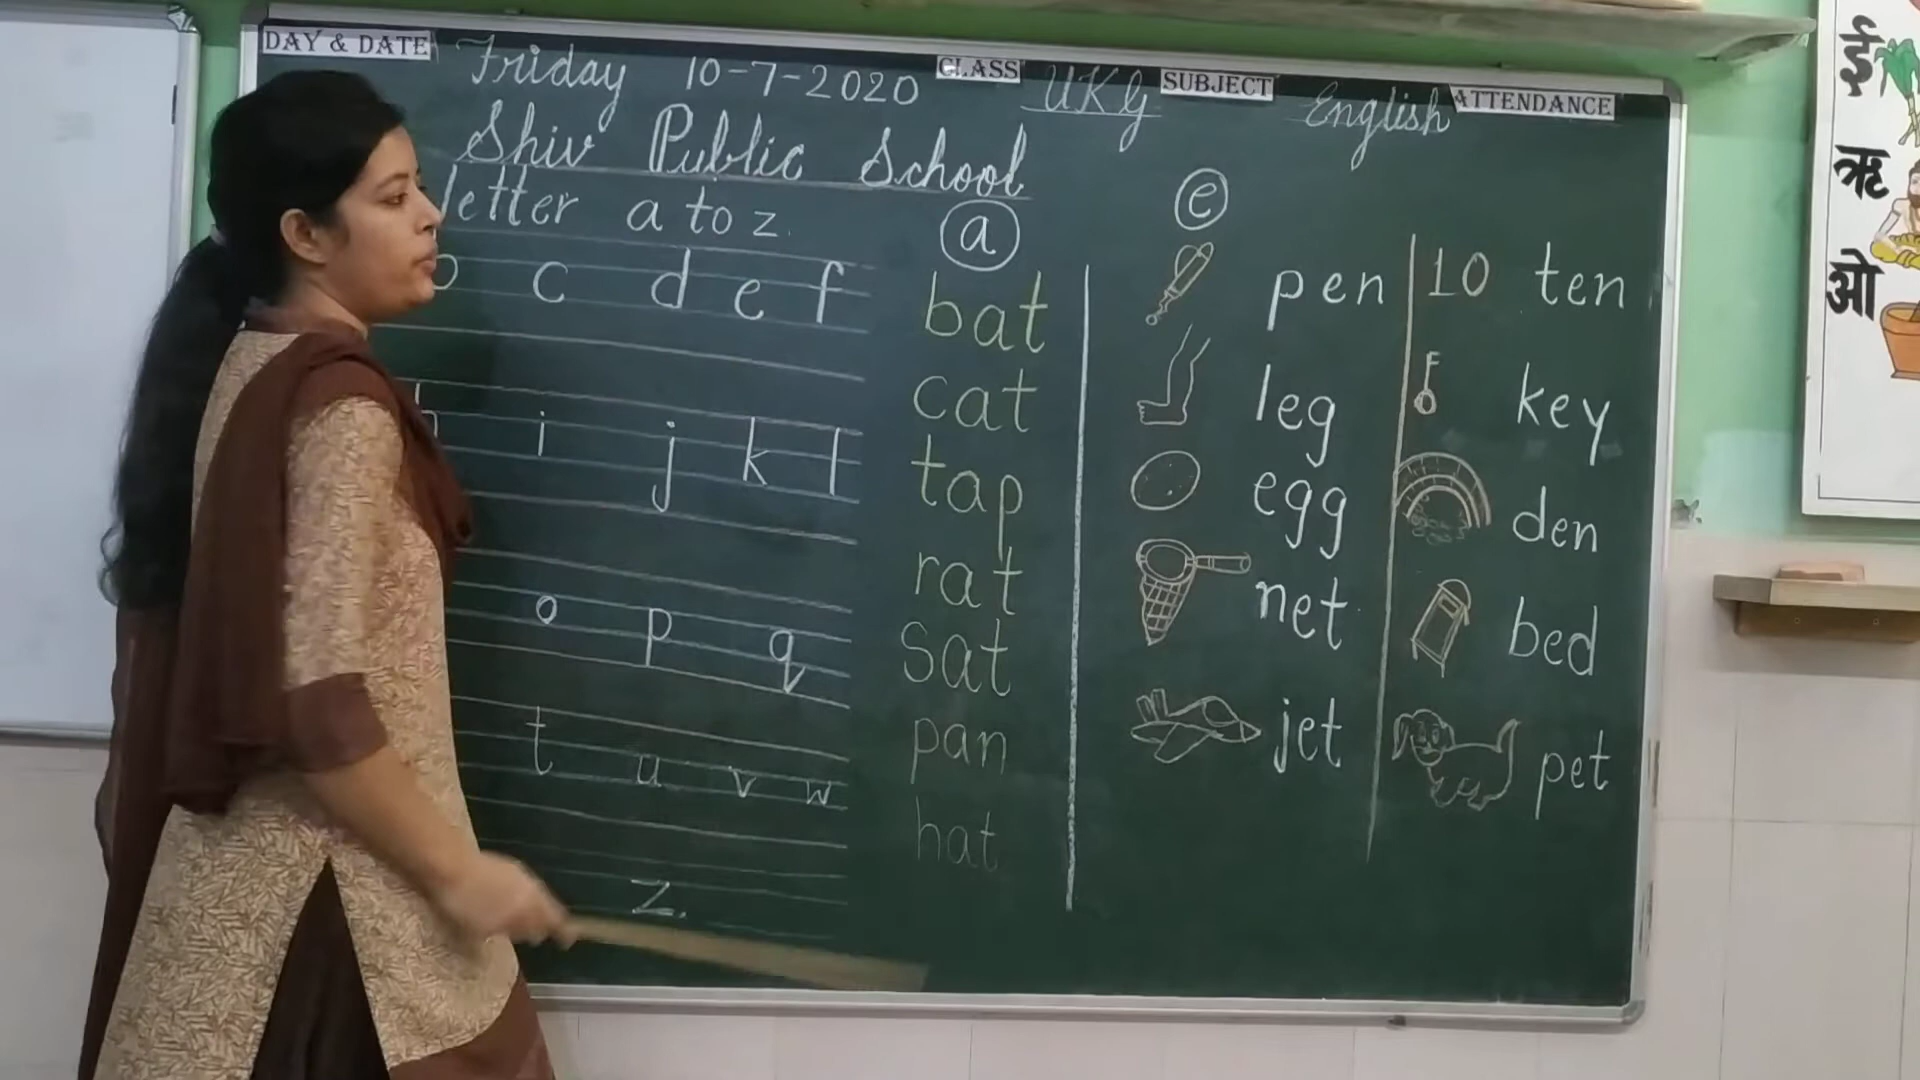 DAY & DATE Friday 10-7-2020 CLASS UKG SUBJECT English ATTENDANCE
Shiv Public School
letter a to z.
c d e f
i j k l
o p q
t u v w
z.
a
bat
cat
tap
rat
sat
pan
hat
e
pen
leg
egg
net
jet
10 ten
key
den
bed
pet
ई
ऋ
ओ